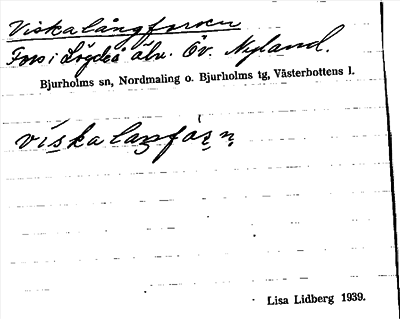 Viskalångforsen
Fors i Lögdeå älv. Öv. Nyland.
Bjurholms sn, Nordmaling o. Bjurholms tg, Västerbottens l.
Lisa Lidberg 1939.